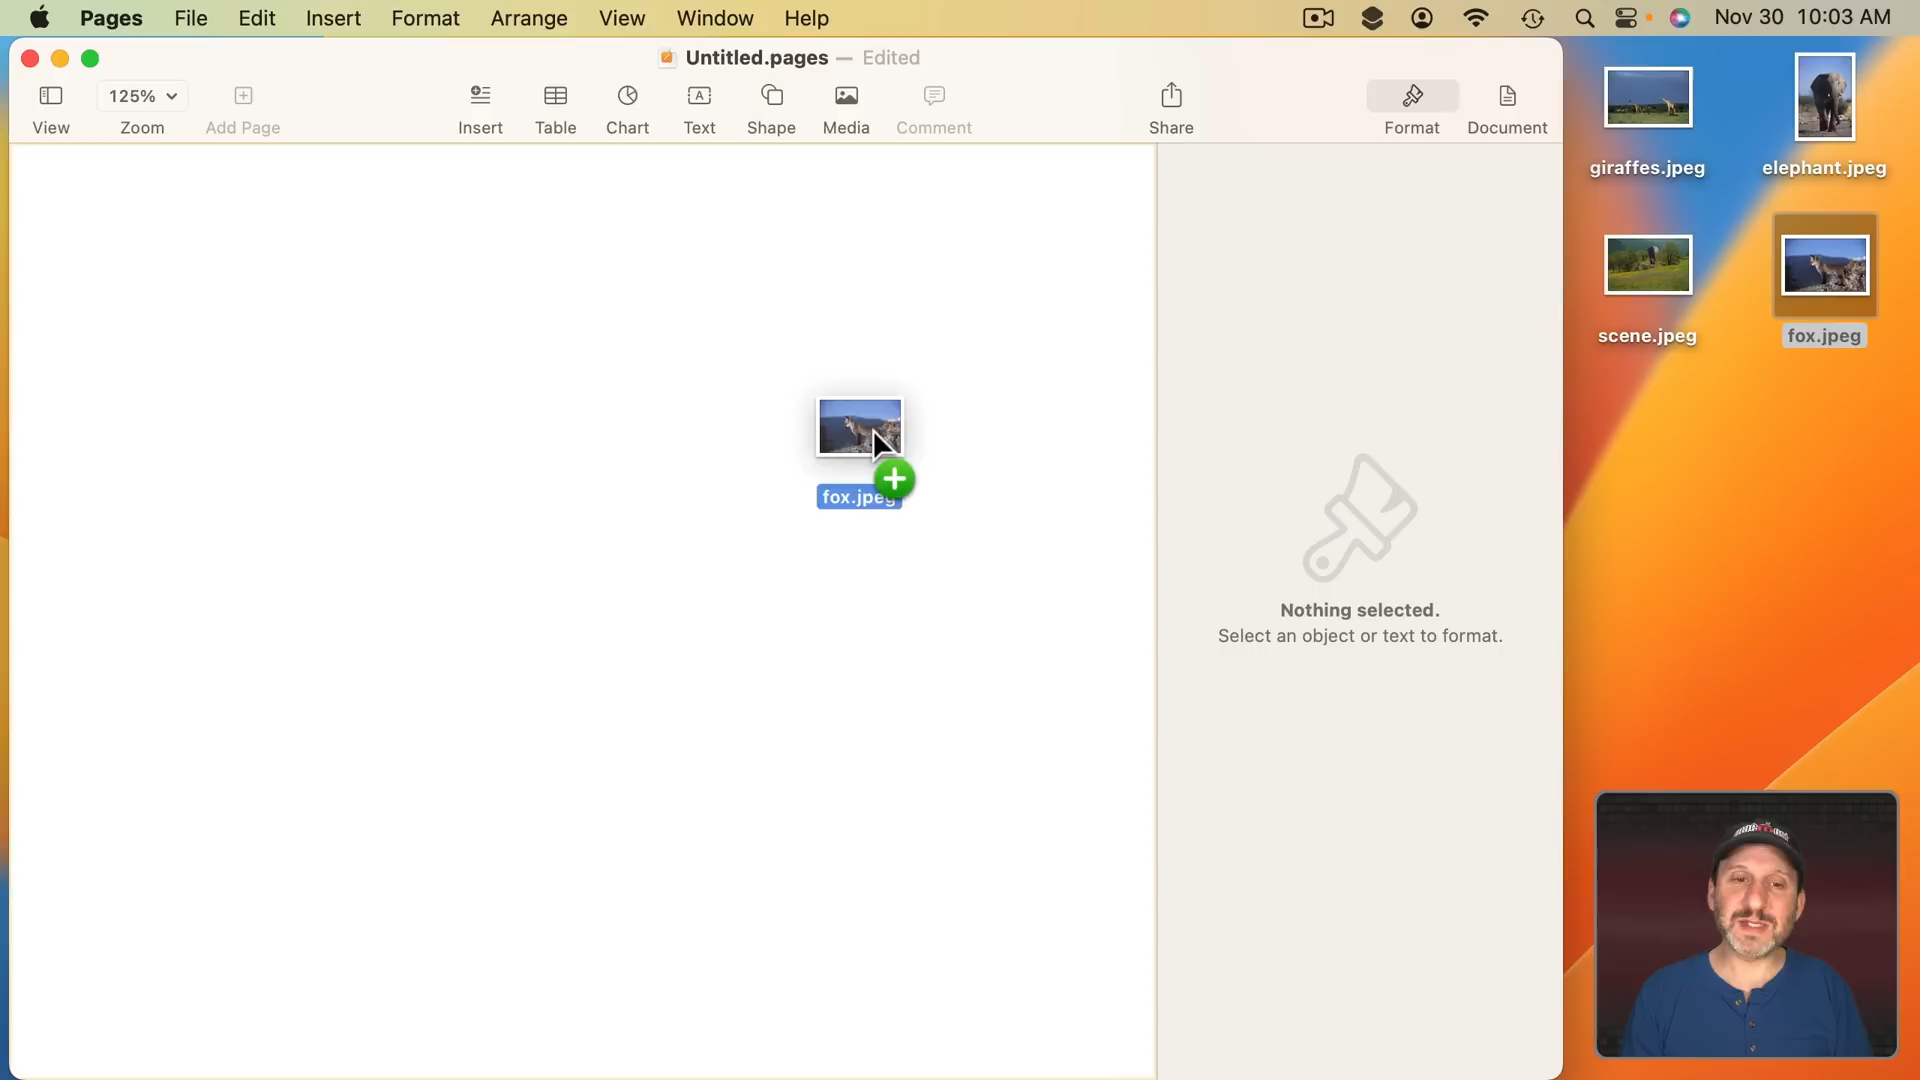 Pages File Edit Insert Format Arrange View Window Help Nov 30 10:03 AM
Untitled.pages — Edited
125%
View Zoom Add Page Insert Table Chart Text Shape Media Comment Share Format Document
giraffes.jpeg elephant.jpeg
scene.jpeg fox.jpeg
fox.jpeg
Nothing selected.
Select an object or text to format.